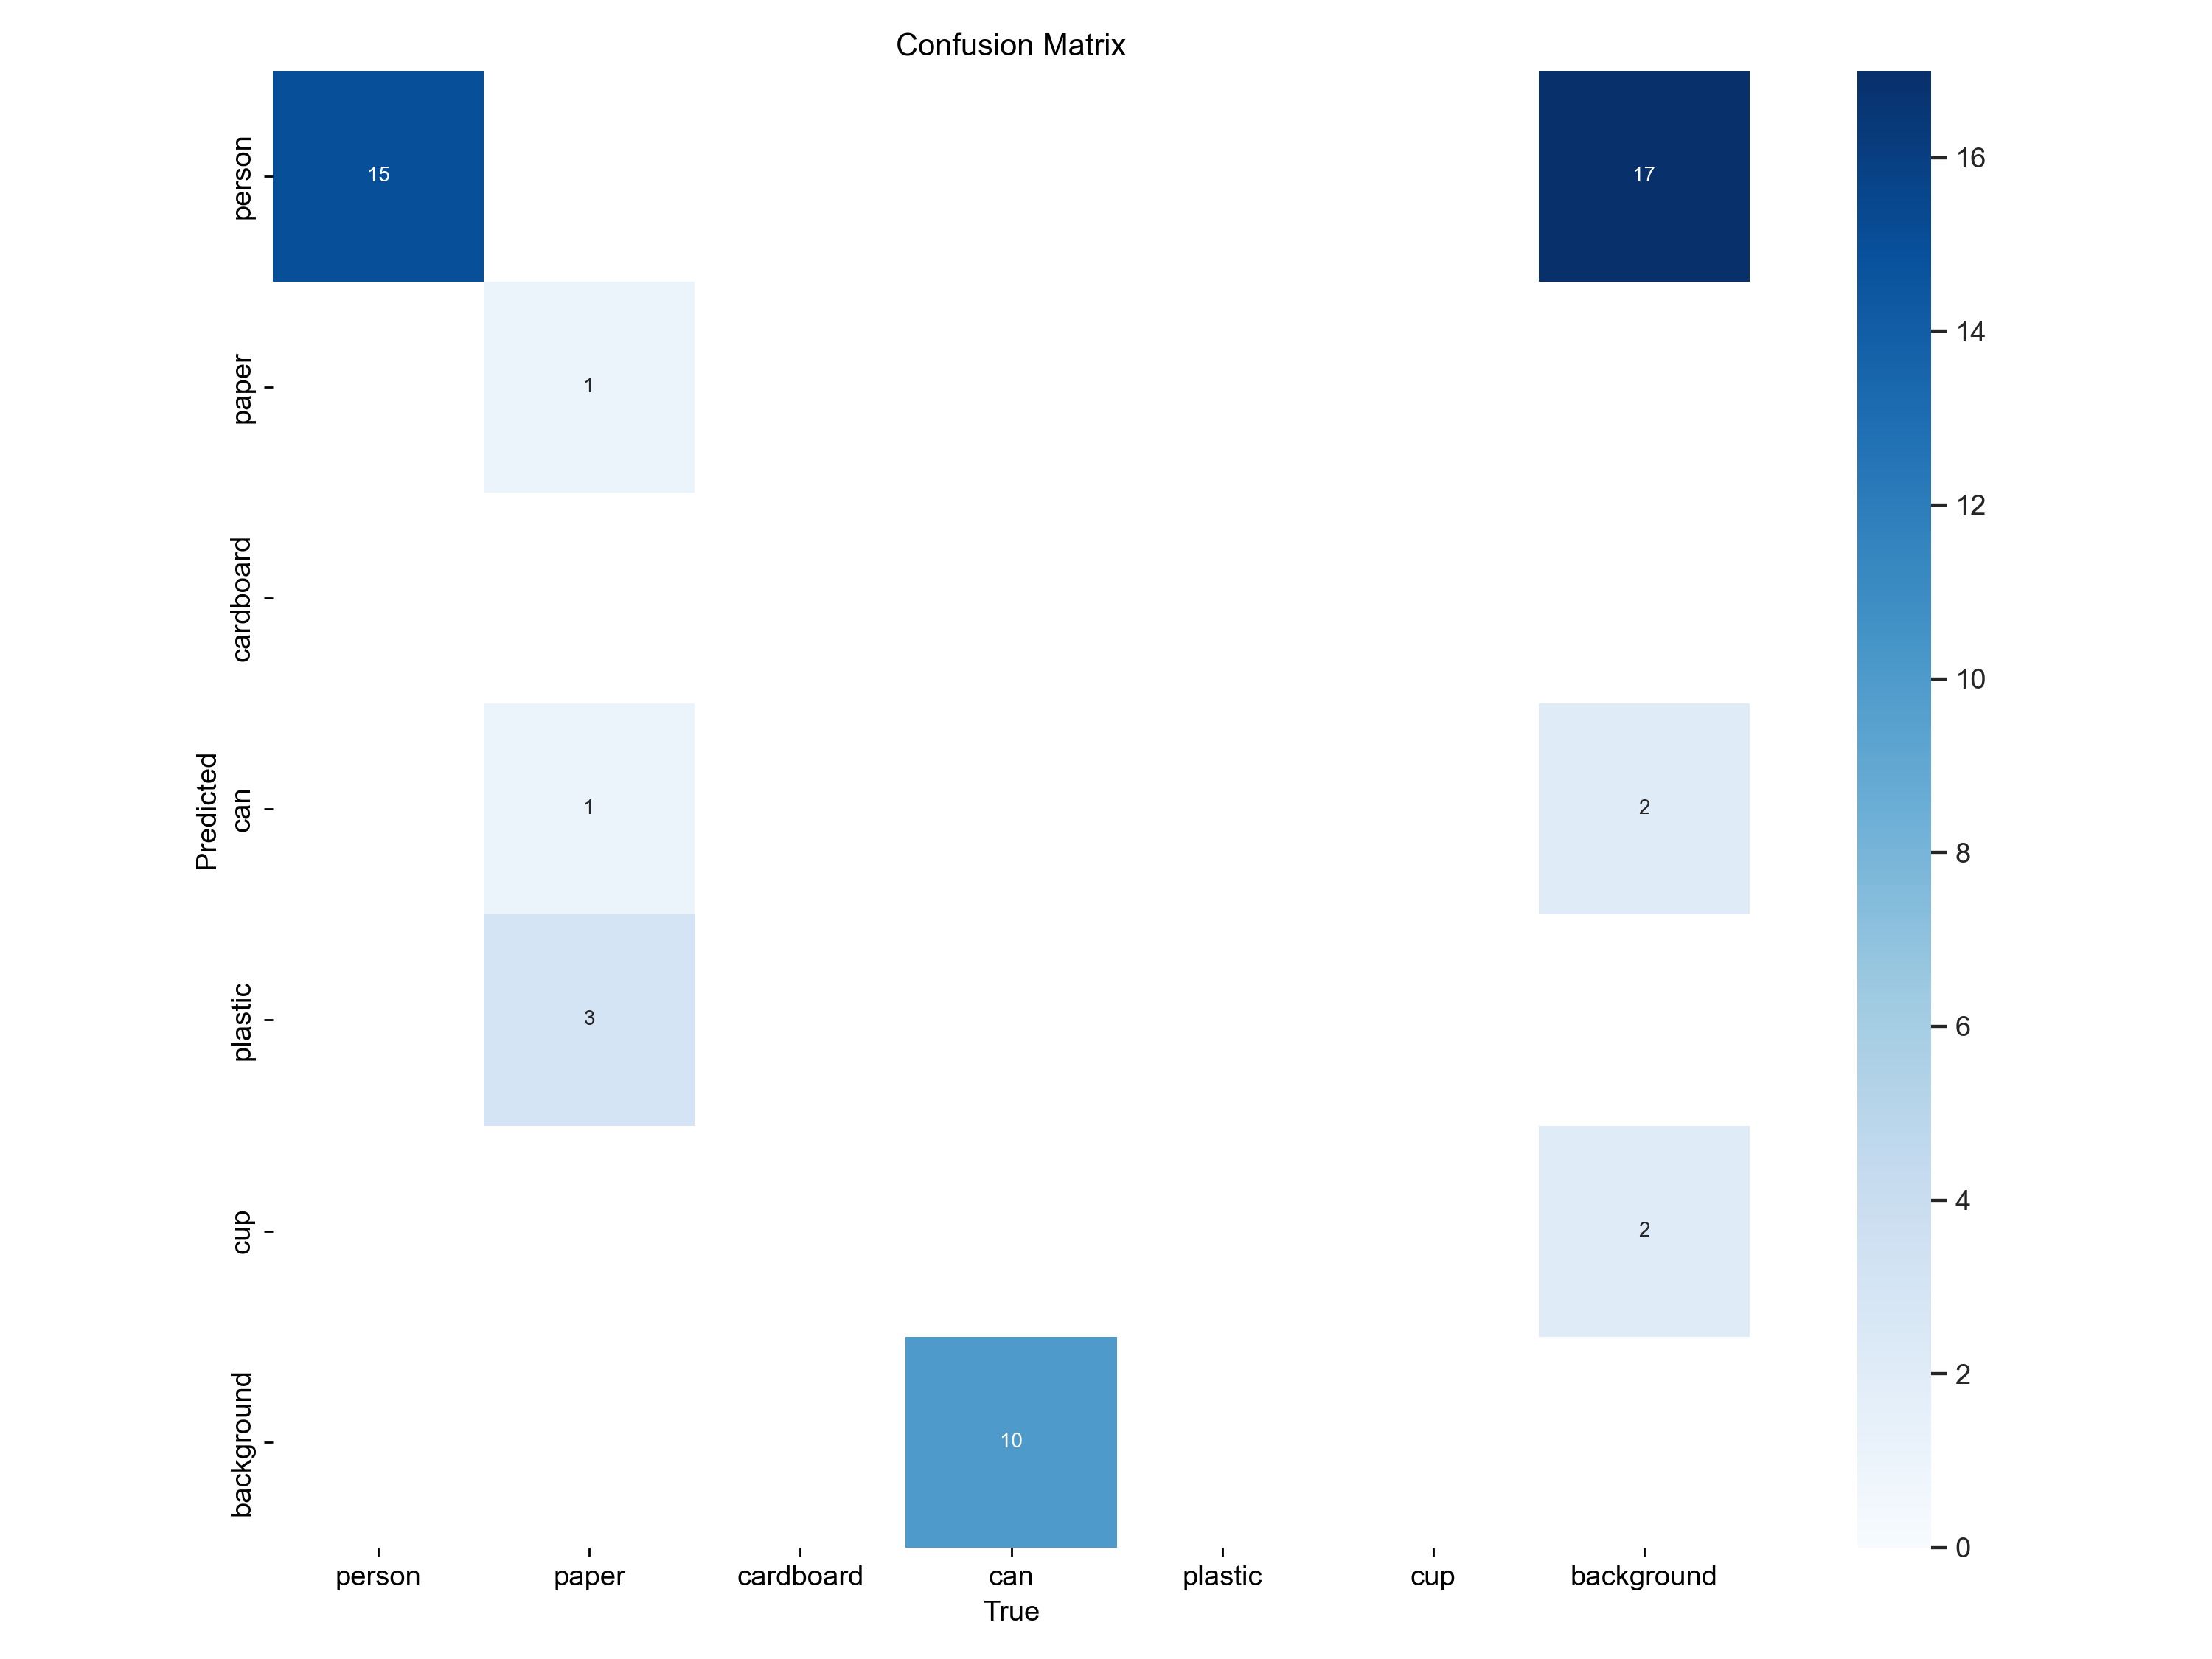 Confusion Matrix
person
paper
cardboard
can
plastic
cup
background
Predicted
15
17
1
1
2
3
2
10
person paper cardboard can plastic cup background
True
16
14
12
10
8
6
4
2
0